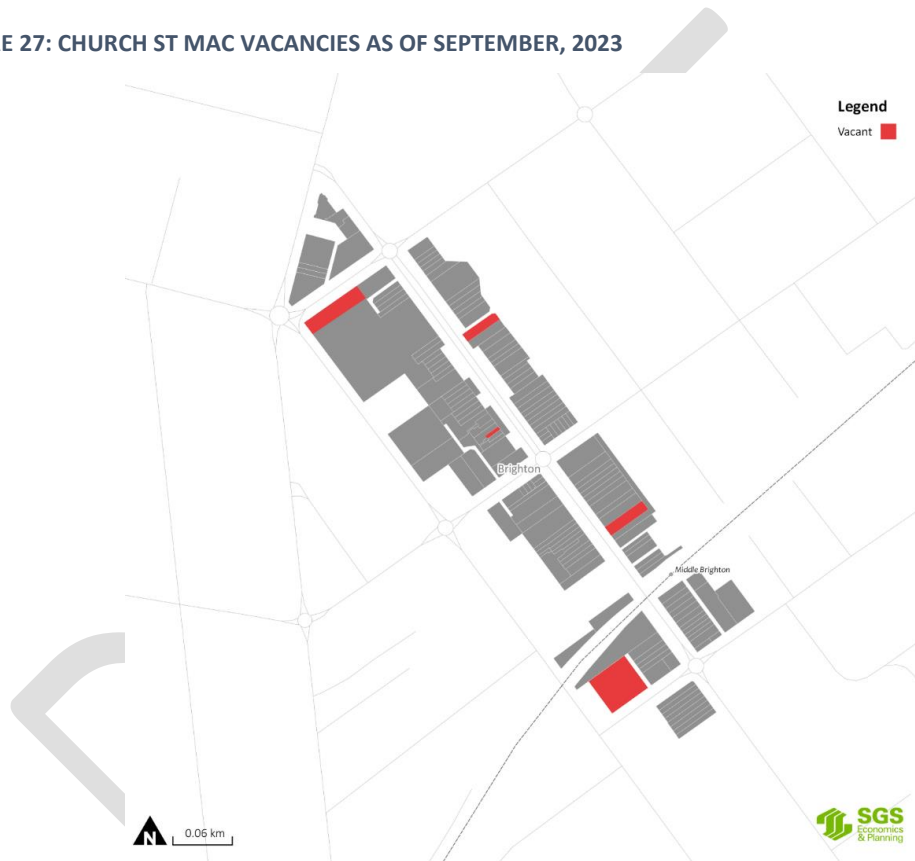 E 27: CHURCH ST MAC VACANCIES AS OF SEPTEMBER, 2023
Legend
Vacant
Brighton
Middle Brighton
N
0.06 km
SGS
Economics
& Planning